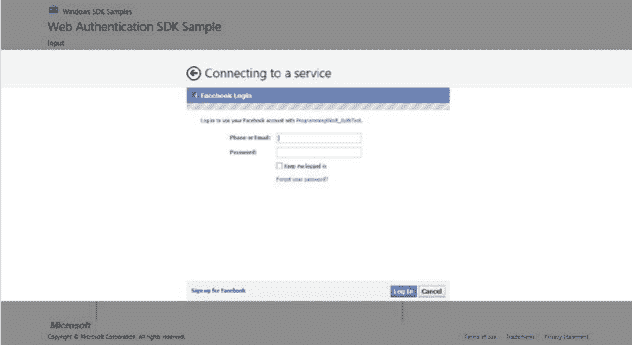 Windows SDK Samples
Web Authentication SDK Sample
Input
Connecting to a service
Facebook Login
Log in to use your Facebook account with
Phone or Email:
Password:
Keep me logged in
Forgot your password?
Sign up for Facebook
Log In Cancel
Microsoft
Copyright © Microsoft Corporation. All rights reserved.
Terms of use Trademarks Privacy Statement